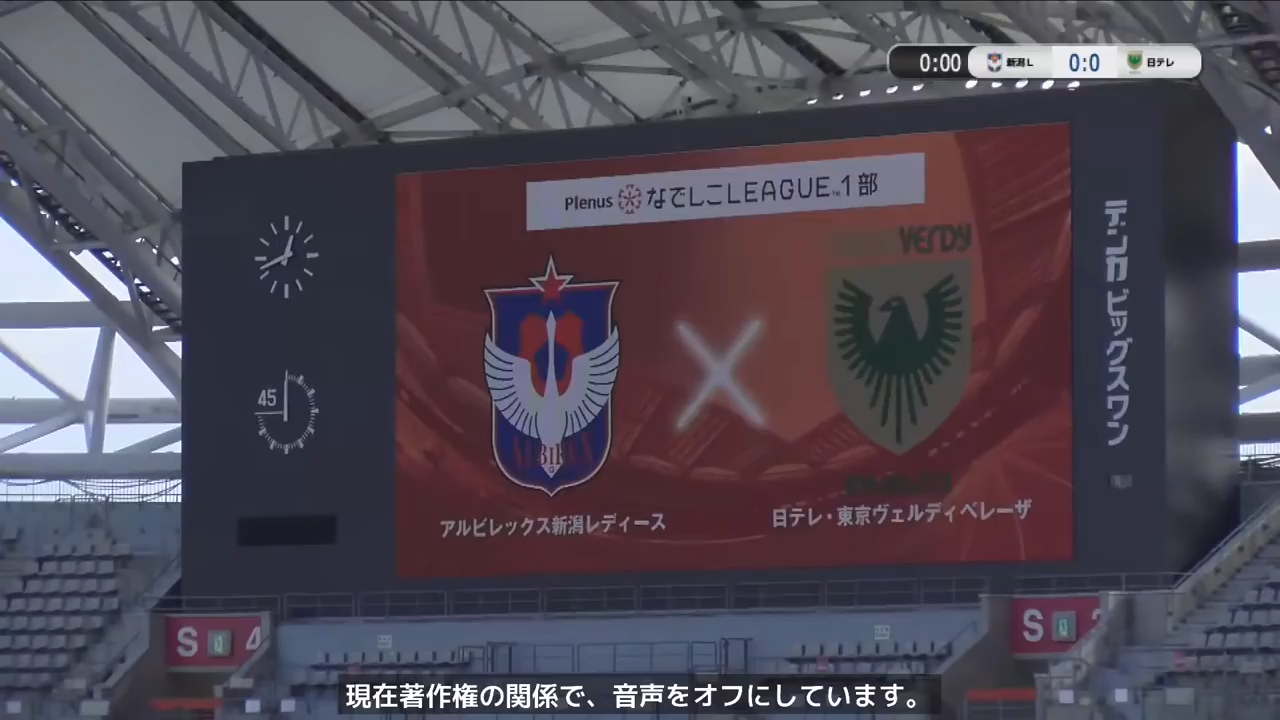 0:00 新潟L 0:0 日テレ
Plenus なでしこLEAGUE™1部
VERDY
ALBIREX
アルビレックス新潟レディース
日テレ・東京ヴェルディベレーザ
デンカビッグスワン
45
S 4
S
現在著作権の関係で、音声をオフにしています。